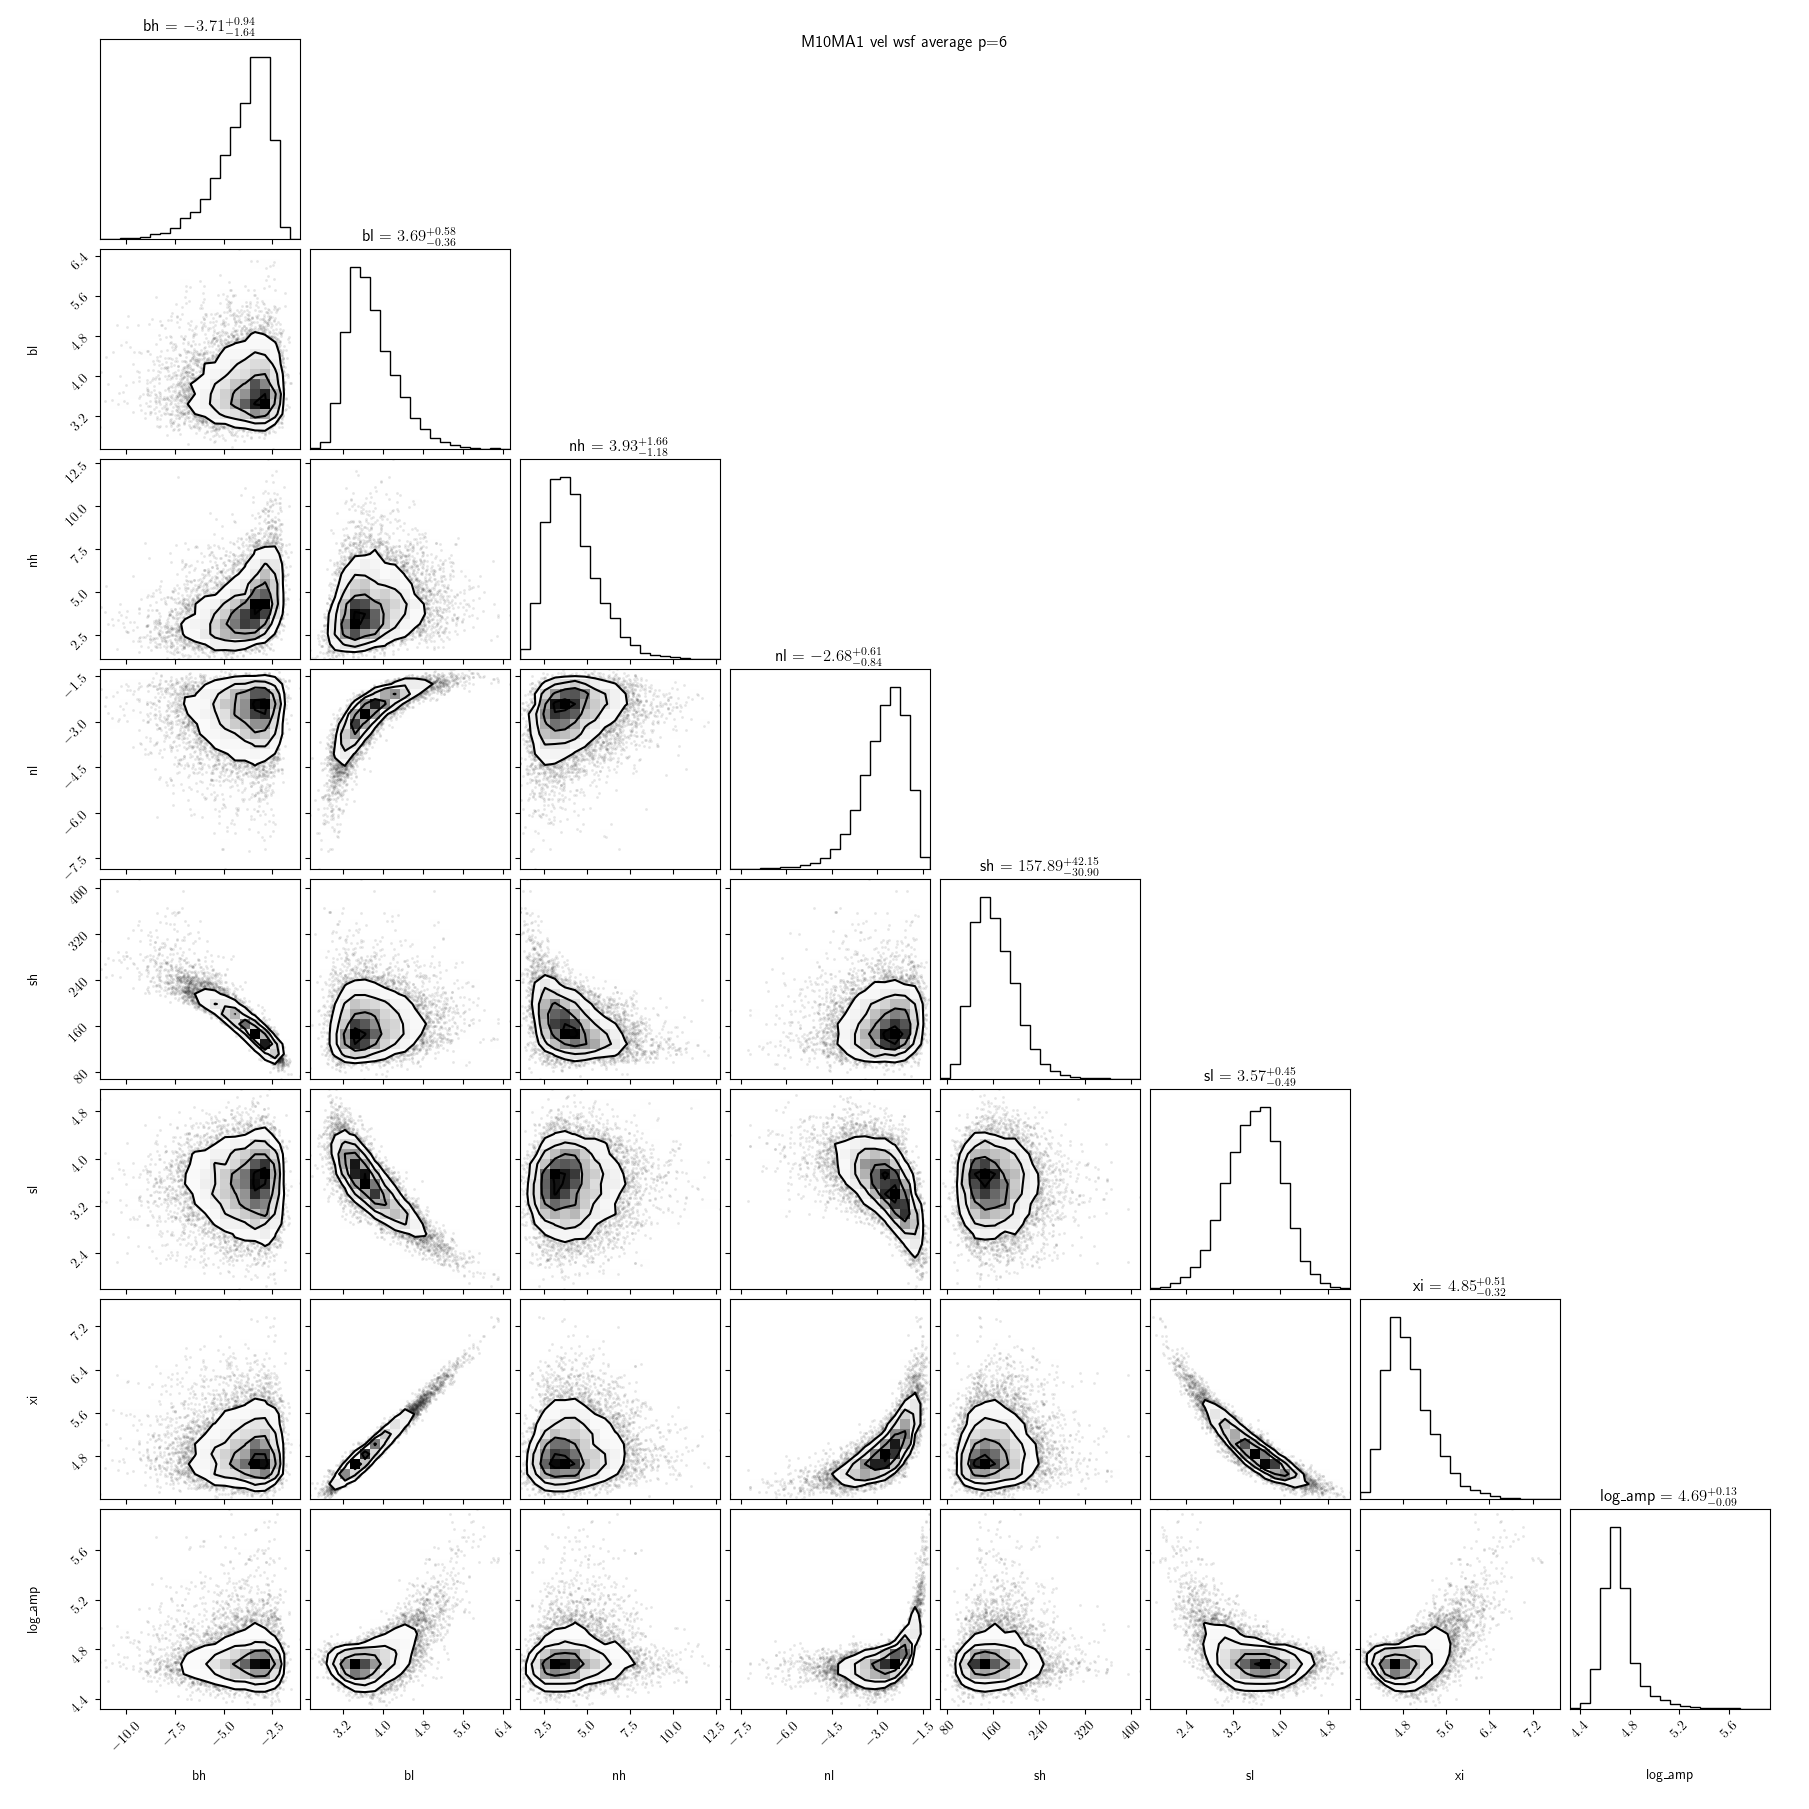 M10MA1 vel wsf average p=6
bh = −3.71 +0.94 −1.64
bl = 3.69 +0.58 −0.36
6.4
5.6
4.8
4.0
3.2
bl
nh = 3.93 +1.66 −1.18
12.5
10.0
7.5
5.0
2.5
nh
nl = −2.68 +0.61 −0.84
−1.5
−3.0
−4.5
−6.0
−7.5
nl
sh = 157.89 +42.15 −30.90
400
320
240
160
80
sh
sl = 3.57 +0.45 −0.49
4.8
4.0
3.2
2.4
sl
xi = 4.85 +0.51 −0.32
7.2
6.4
5.6
4.8
xi
log_amp = 4.69 +0.13 −0.09
5.6
5.2
4.8
4.4
log_amp
−10.0 −7.5 −5.0 −2.5
3.2 4.0 4.8 5.6 6.4
2.5 5.0 7.5 10.0 12.5
−7.5 −6.0 −4.5 −3.0 −1.5
80 160 240 320 400
2.4 3.2 4.0 4.8
4.8 5.6 6.4 7.2
4.4 4.8 5.2 5.6
bh bl nh nl sh sl xi log_amp